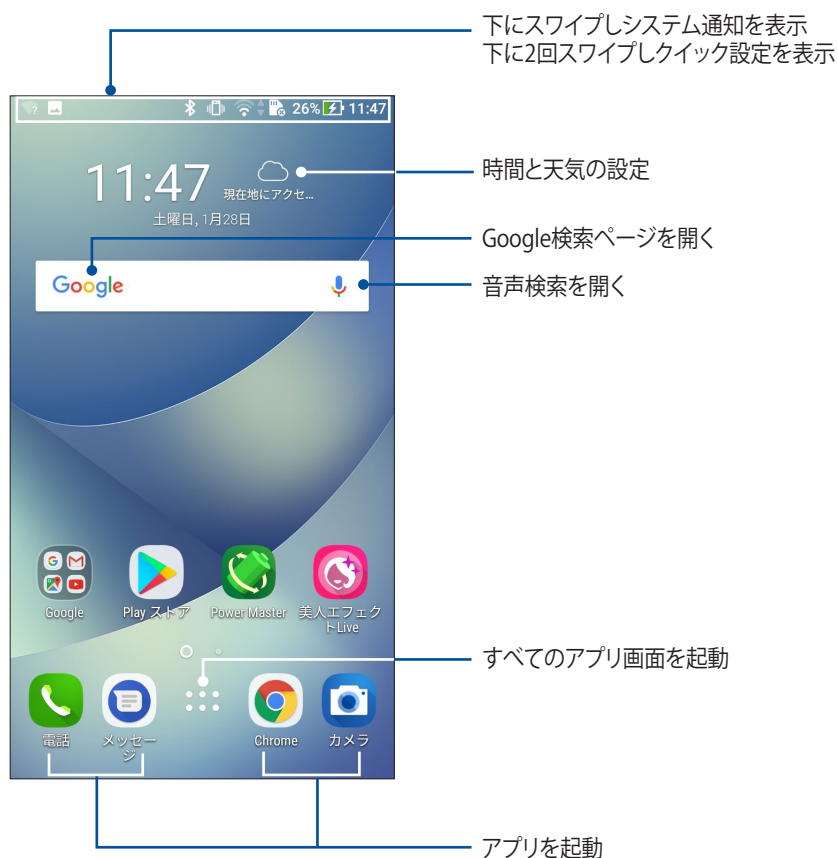 下にスワイプしシステム通知を表示
下に2回スワイプしクイック設定を表示
26% 11:47
11:47
現在地にアクセ...
土曜日, 1月28日
時間と天気の設定
Google検索ページを開く
Google
音声検索を開く
Google
Play ストア
Power Master
美人エフェク
トLive
すべてのアプリ画面を起動
電話
メッセー
ジ
Chrome
カメラ
アプリを起動